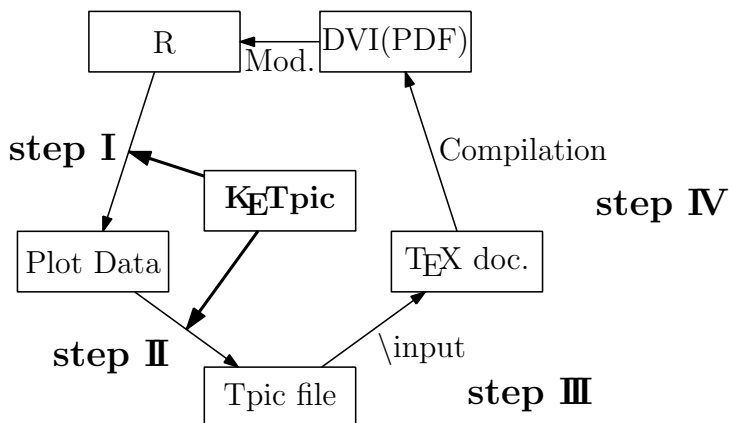 R
DVI(PDF)
Mod.
step Ⅰ
Compilation
KETpic
step Ⅳ
Plot Data
TEX doc.
step Ⅱ
\input
Tpic file
step Ⅲ